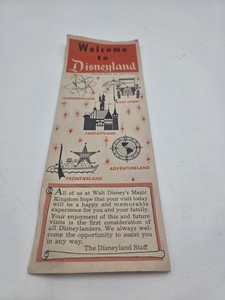 Welcome
to
Disneyland
TOMORROWLAND
MAIN STREET
FANTASYLAND
ADVENTURELAND
FRONTIERLAND
All of us at Walt Disney's Magic
Kingdom hope that your visit today
will be a happy and memorable
experience for you and your family.
Your enjoyment of this and future
visits is the first consideration of
all Disneylanders. We always wel-
come the opportunity to assist you
in any way.
The Disneyland Staff